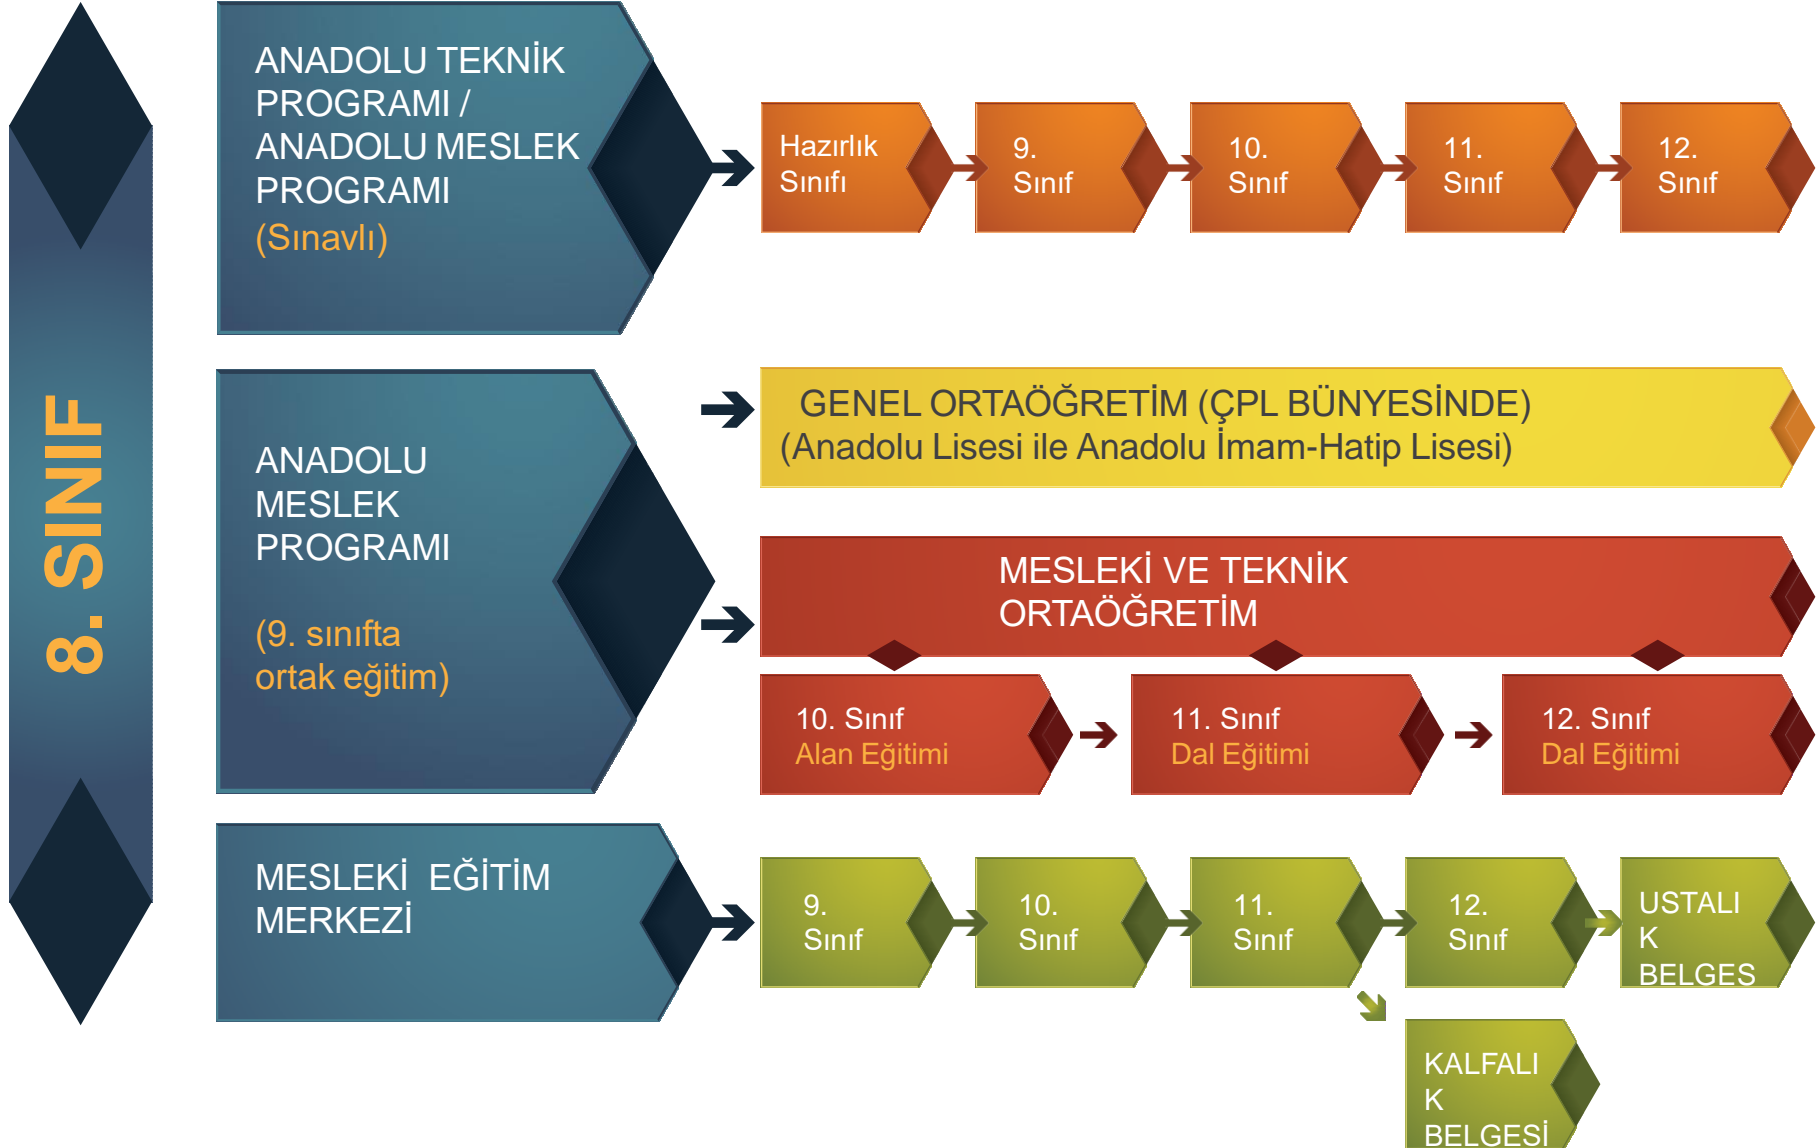 8. SINIF
ANADOLU TEKNİK
PROGRAMI /
ANADOLU MESLEK
PROGRAMI
(Sınavlı)
Hazırlık
Sınıfı
9.
Sınıf
10.
Sınıf
11.
Sınıf
12.
Sınıf
ANADOLU
MESLEK
PROGRAMI
(9. sınıfta
ortak eğitim)
GENEL ORTAÖĞRETİM (ÇPL BÜNYESİNDE)
(Anadolu Lisesi ile Anadolu İmam-Hatip Lisesi)
MESLEKİ VE TEKNİK
ORTAÖĞRETİM
10. Sınıf
Alan Eğitimi
11. Sınıf
Dal Eğitimi
12. Sınıf
Dal Eğitimi
MESLEKİ EĞİTİM
MERKEZİ
9.
Sınıf
10.
Sınıf
11.
Sınıf
12.
Sınıf
USTALI
K
BELGES
KALFALI
K
BELGESİ